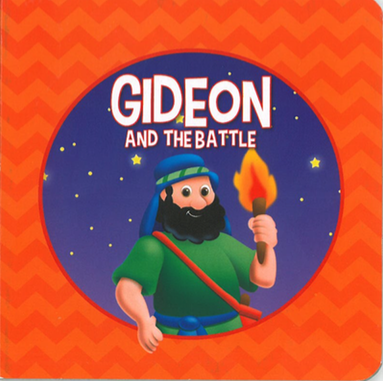 GIDEON
AND THE BATTLE